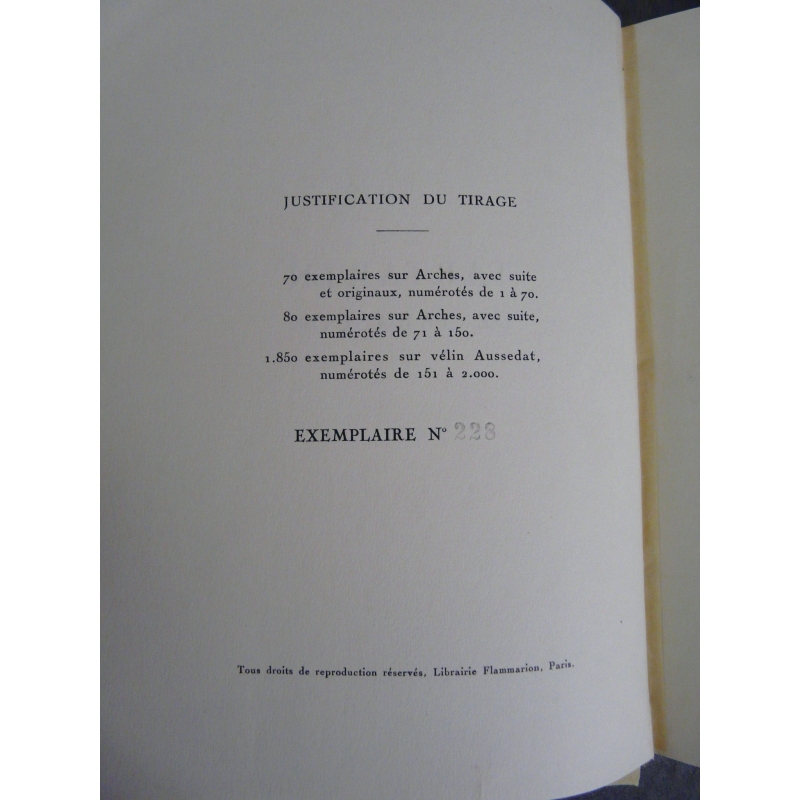 JUSTIFICATION DU TIRAGE
70 exemplaires sur Arches, avec suite
et originaux, numérotés de 1 à 70.
80 exemplaires sur Arches, avec suite,
numérotés de 71 à 150.
1.850 exemplaires sur vélin Aussedat,
numérotés de 151 à 2.000.
EXEMPLAIRE N° 228
Tous droits de reproduction réservés, Librairie Flammarion, Paris.